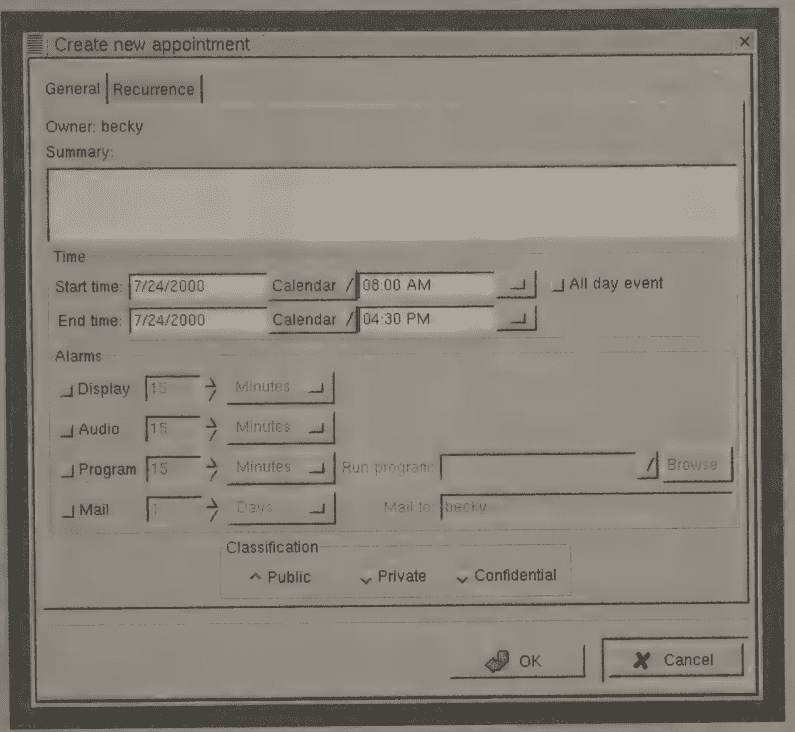 Create new appointment
General Recurrence
Owner: becky
Summary:
Time
Start time: 7/24/2000 Calendar 08:00 AM All day event
End time: 7/24/2000 Calendar 04:30 PM
Alarms
Display 15 Minutes
Audio 15 Minutes
Program 15 Minutes Run program: Browse
Mail 1 Days Mail to: becky
Classification
Public Private Confidential
OK Cancel